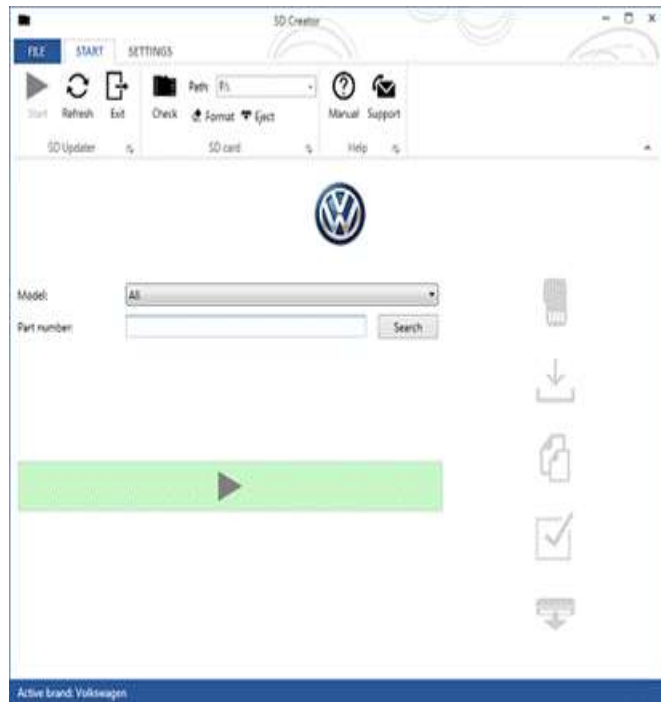 SD Creator
FILE START SETTINGS
Path: F:\
Start Refresh Exit Check Format Eject Manual Support
SD Updater SD card Help
Model: All
Part number: Search
Active brand: Volkswagen